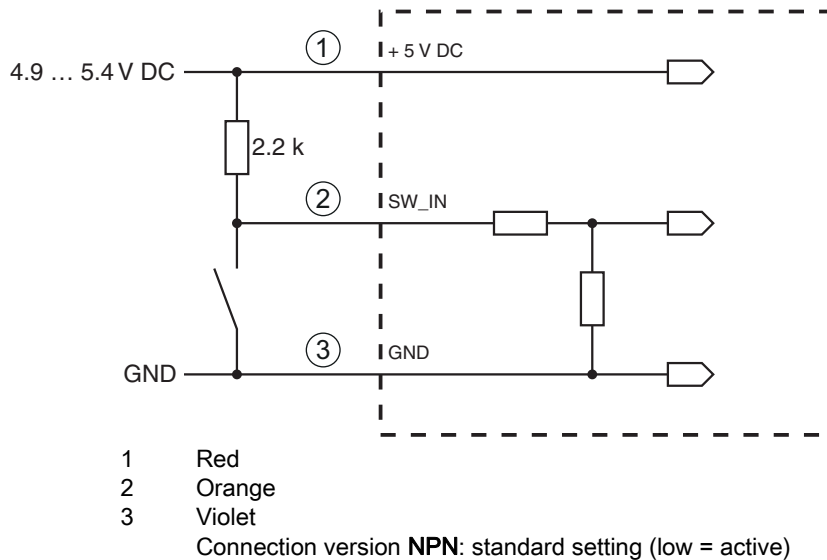 ① + 5 V DC
4.9 … 5.4 V DC
2.2 k
② SW_IN
③ GND
GND
1 Red
2 Orange
3 Violet
Connection version NPN: standard setting (low = active)